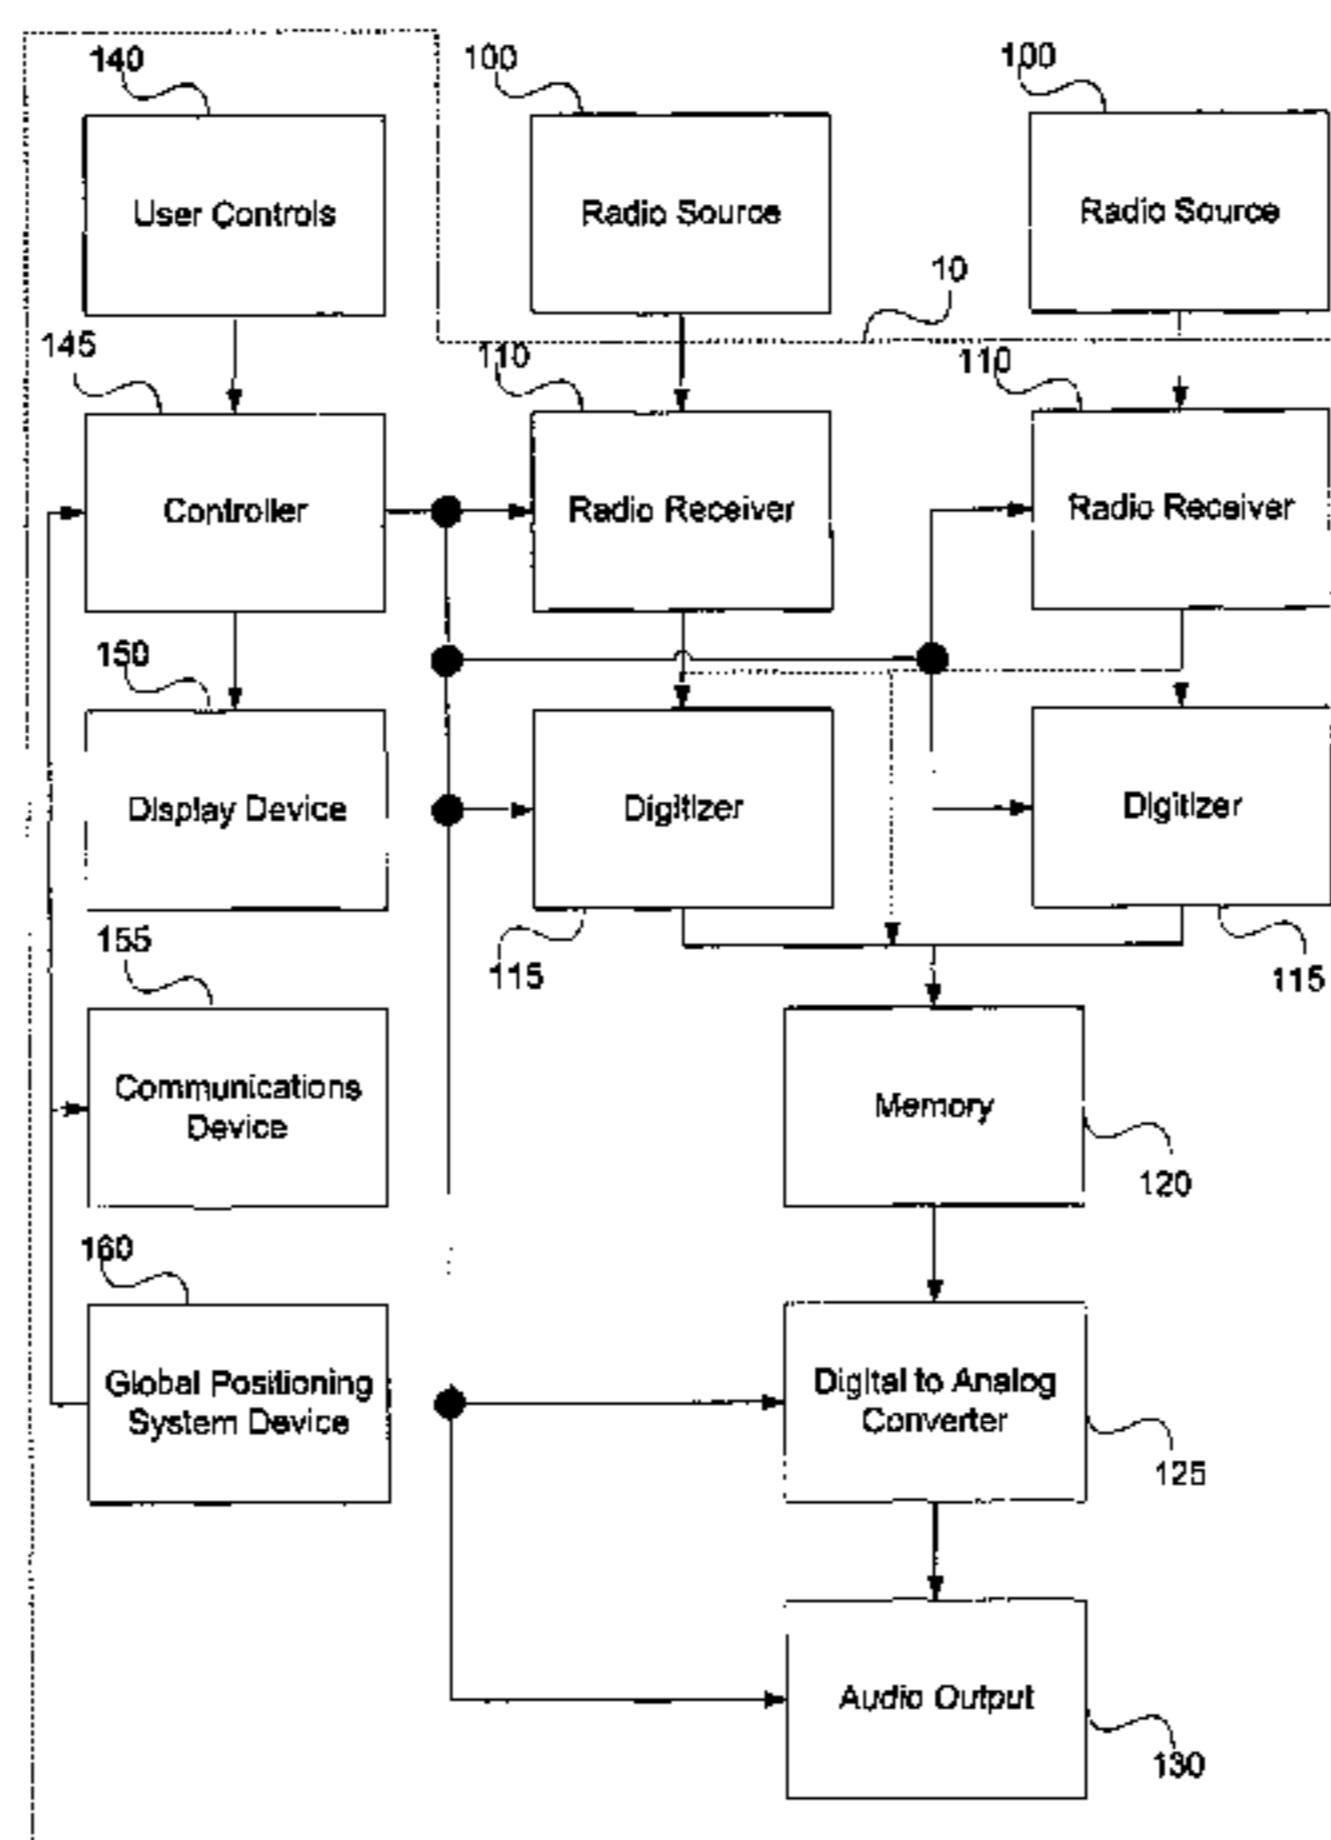 140
100
100
User Controls
Radio Source
Radio Source
10
145
110
110
Controller
Radio Receiver
Radio Receiver
150
Display Device
Digitizer
Digitizer
155
115
115
Communications
Device
Memory
120
160
Global Positioning
System Device
Digital to Analog
Converter
125
Audio Output
130